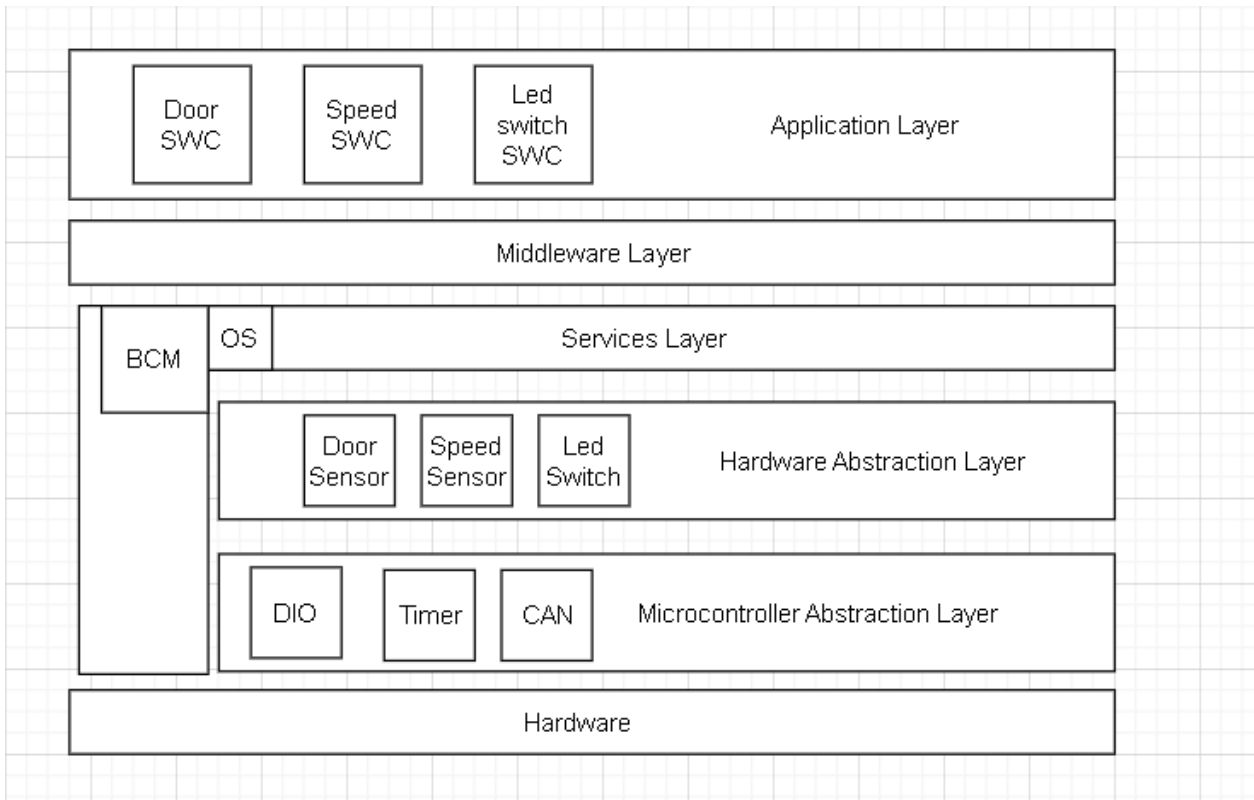 Door
SWC
Speed
SWC
Led
switch
SWC
Application Layer
Middleware Layer
BCM
OS
Services Layer
Door
Sensor
Speed
Sensor
Led
Switch
Hardware Abstraction Layer
DIO
Timer
CAN
Microcontroller Abstraction Layer
Hardware